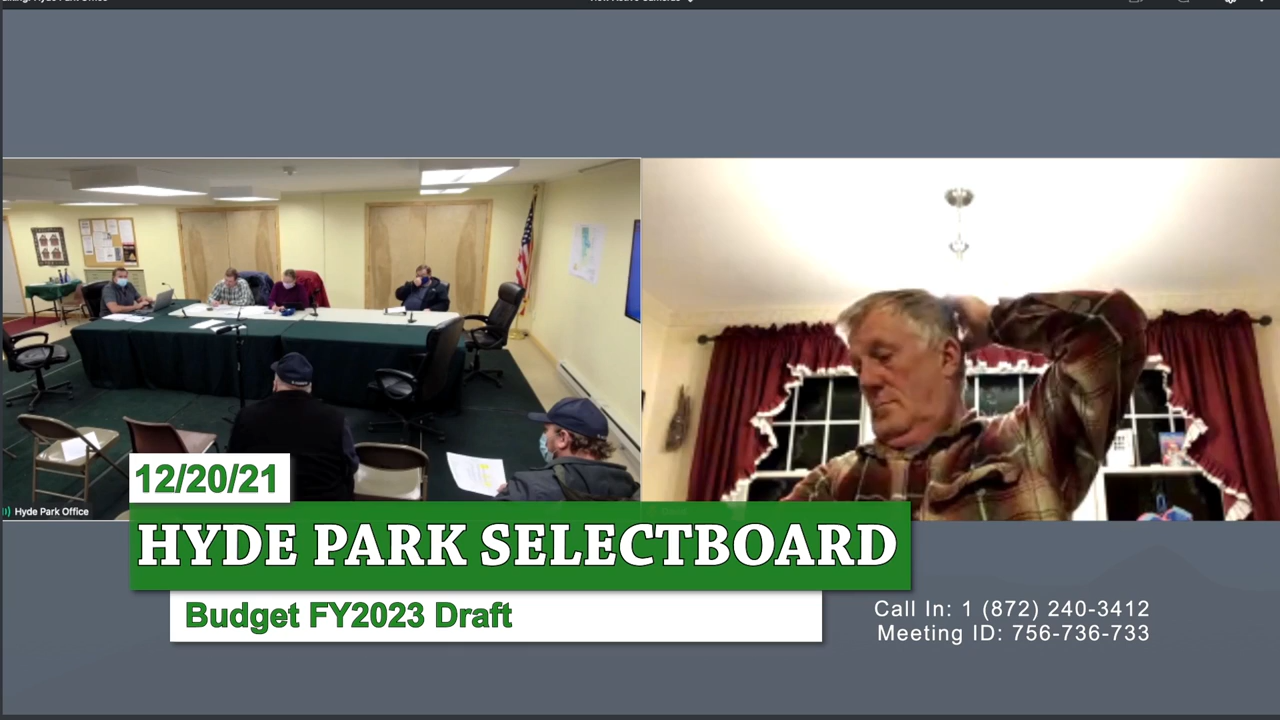 Hyde Park Office
12/20/21
HYDE PARK SELECTBOARD
Budget FY2023 Draft
Call In: 1 (872) 240-3412
Meeting ID: 756-736-733